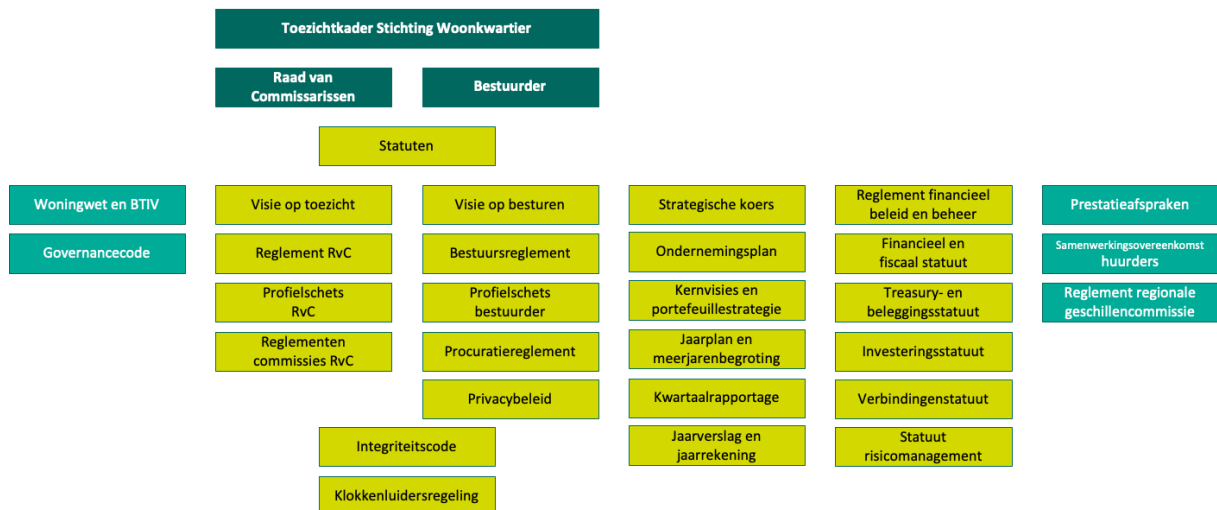 Toezichtkader Stichting Woonkwartier
Raad van
Commissarissen
Bestuurder
Statuten
Woningwet en BTIV
Governancecode
Visie op toezicht
Reglement RvC
Profielschets
RvC
Reglementen
commissies RvC
Visie op besturen
Bestuursreglement
Profielschets
bestuurder
Procuratiereglement
Privacybeleid
Integriteitscode
Klokkenluidersregeling
Strategische koers
Ondernemingsplan
Kernvisies en
portefeuillestrategie
Jaarplan en
meerjarenbegroting
Kwartaalrapportage
Jaarverslag en
jaarrekening
Reglement financieel
beleid en beheer
Financieel en
fiscaal statuut
Treasury- en
beleggingsstatuut
Investeringsstatuut
Verbindingenstatuut
Statuut
risicomanagement
Prestatieafspraken
Samenwerkingsovereenkomst
huurders
Reglement regionale
geschillencommissie